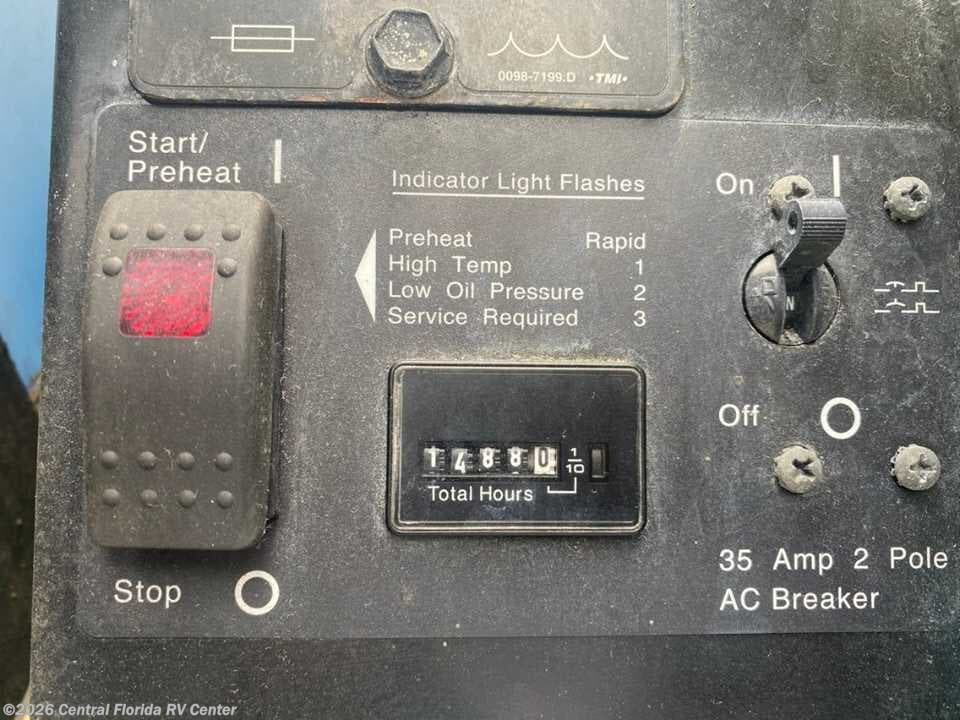 0098-7199.D •TMI•
Start/
Preheat
Indicator Light Flashes
Preheat Rapid
High Temp 1
Low Oil Pressure 2
Service Required 3
14880 1/10
Total Hours
Stop
On
Off
35 Amp 2 Pole
AC Breaker
©2026 Central Florida RV Center